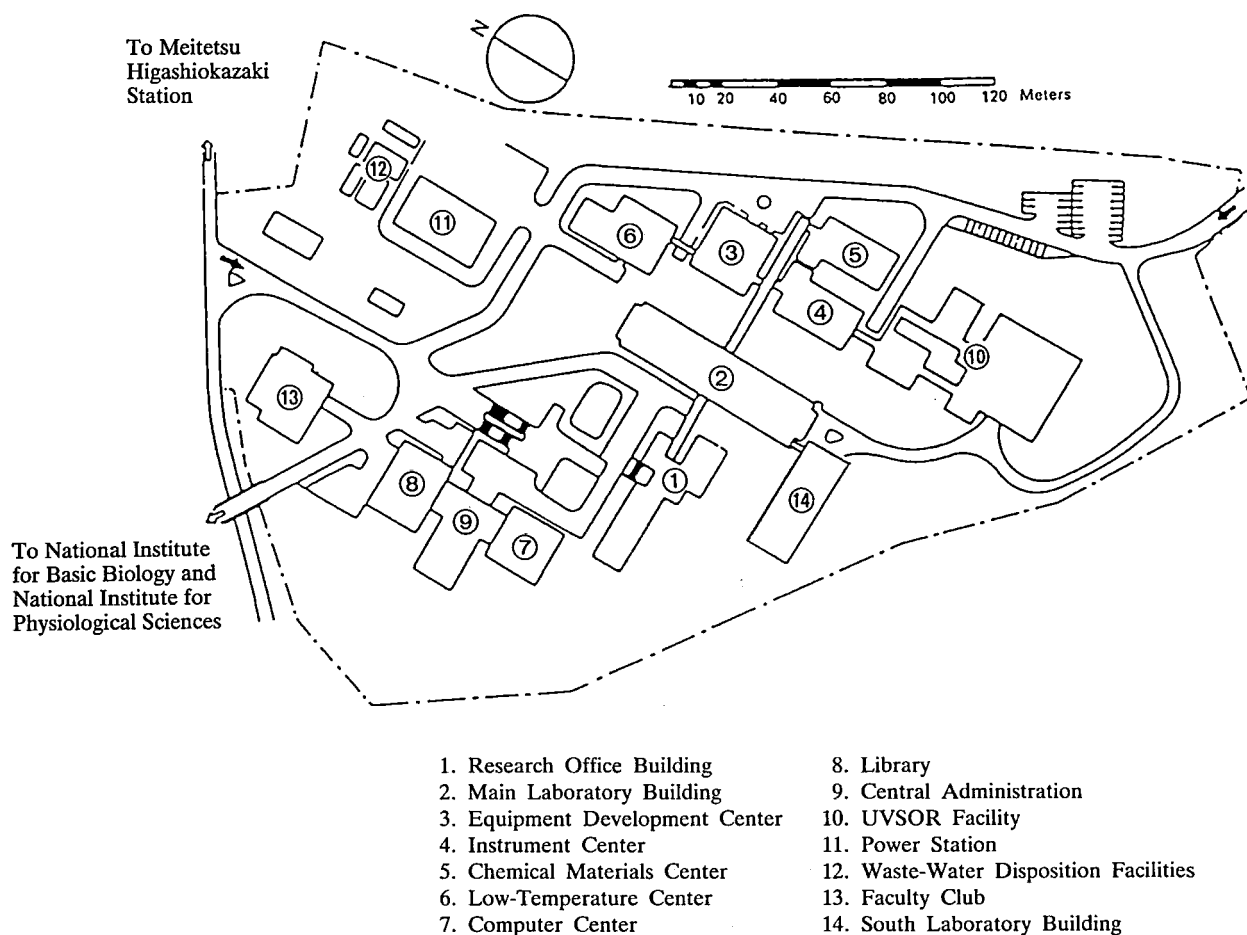 To Meitetsu
Higashiokazaki
Station
N
10 20 40 60 80 100 120 Meters
12
11
6
3
5
4
10
2
13
1
8
14
9
7
To National Institute
for Basic Biology and
National Institute for
Physiological Sciences
1. Research Office Building
2. Main Laboratory Building
3. Equipment Development Center
4. Instrument Center
5. Chemical Materials Center
6. Low-Temperature Center
7. Computer Center
8. Library
9. Central Administration
10. UVSOR Facility
11. Power Station
12. Waste-Water Disposition Facilities
13. Faculty Club
14. South Laboratory Building